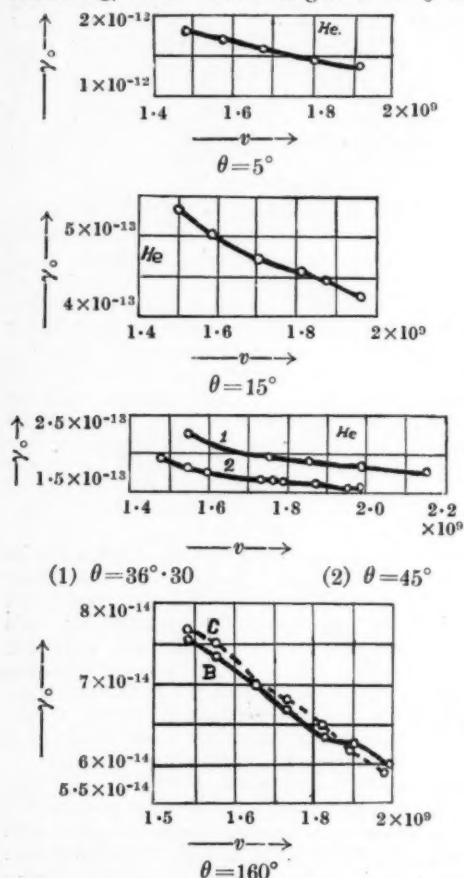 2×10⁻¹²
He.
γ₀
1×10⁻¹²
1·4 1·6 1·8 2×10⁹
v
θ=5°
5×10⁻¹³
He
γ₀
4×10⁻¹³
1·4 1·6 1·8 2×10⁹
v
θ=15°
2·5×10⁻¹³
1 He
γ₀
2
1·5×10⁻¹³
1·4 1·6 1·8 2·0 2·2
×10⁹
v
(1) θ=36°·30 (2) θ=45°
8×10⁻¹⁴
C
B
γ₀
7×10⁻¹⁴
6×10⁻¹⁴
5·5×10⁻¹⁴
1·5 1·6 1·8 2×10⁹
v
θ=160°